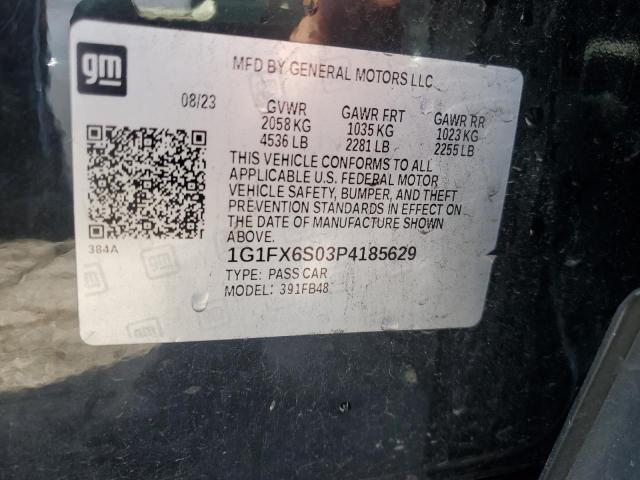 gm
MFD BY GENERAL MOTORS LLC
08/23 GVWR GAWR FRT GAWR RR
2058 KG 1035 KG 1023 KG
4536 LB 2281 LB 2255 LB
THIS VEHICLE CONFORMS TO ALL
APPLICABLE U.S. FEDERAL MOTOR
VEHICLE SAFETY, BUMPER, AND THEFT
PREVENTION STANDARDS IN EFFECT ON
THE DATE OF MANUFACTURE SHOWN
ABOVE.
384A
1G1FX6S03P4185629
TYPE: PASS CAR
MODEL: 391FB48